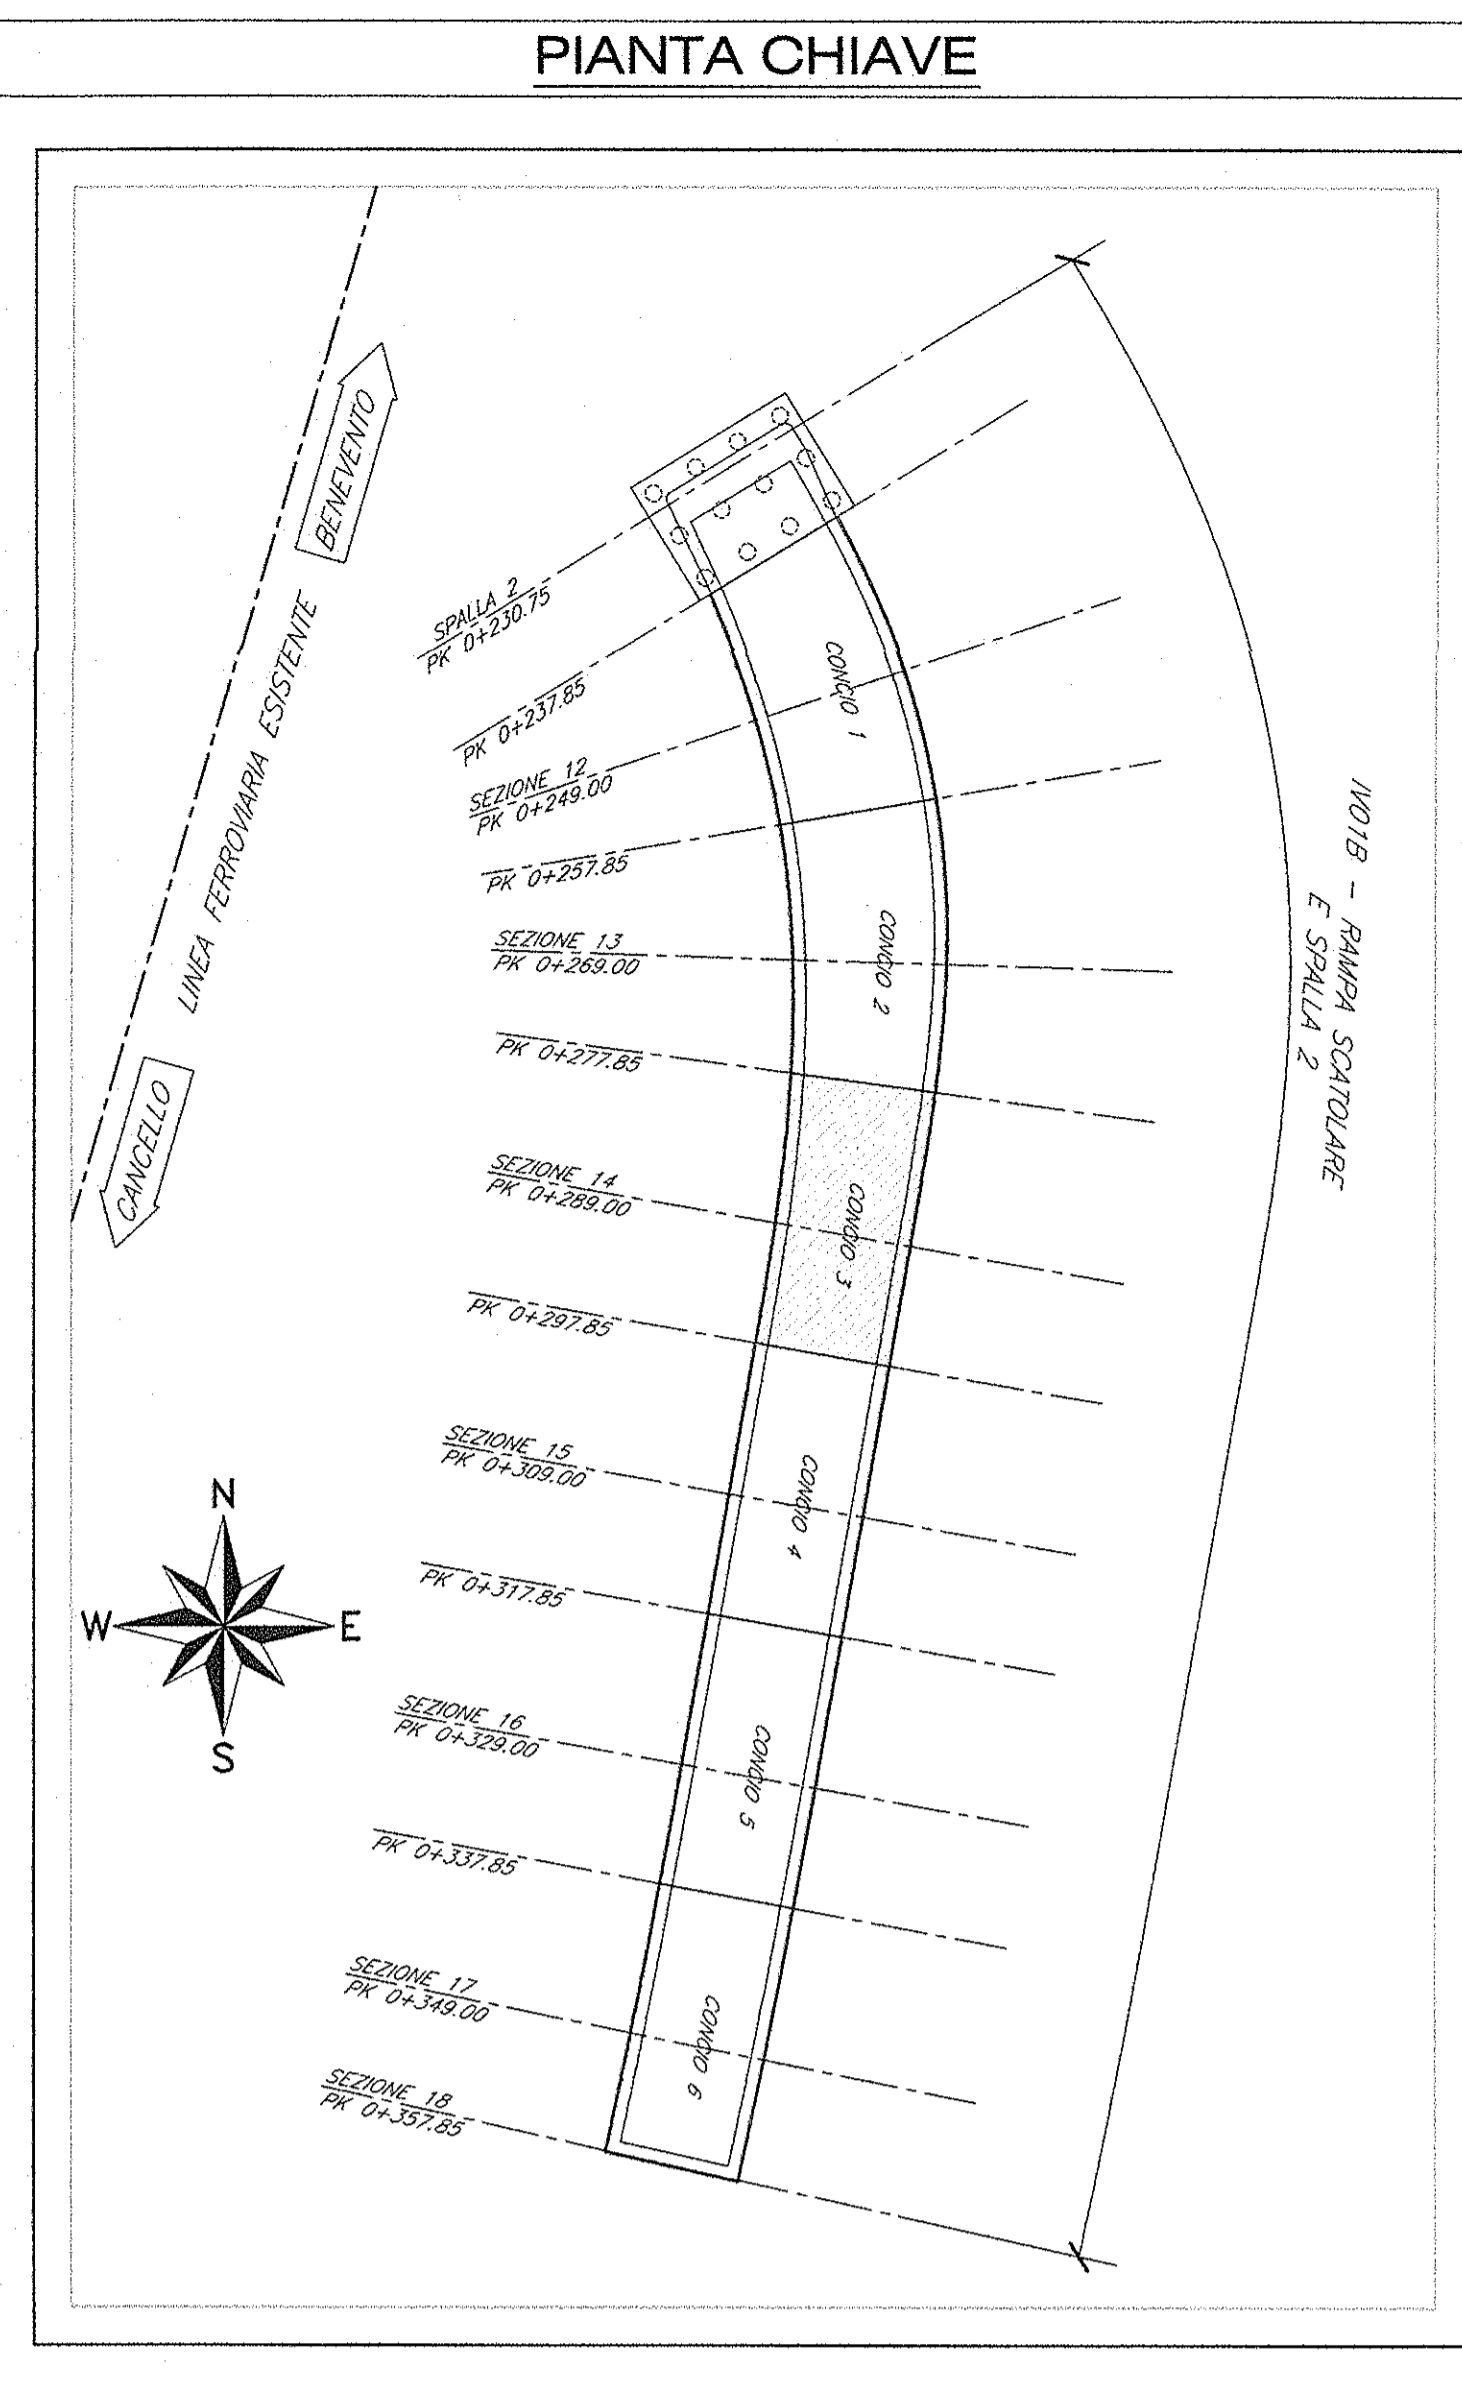 PIANTA CHIAVE
BENEVENTO
LINEA FERROVIARIA ESISTENTE
CANCELLO
SPALLA 2
PK 0+230.75
PK 0+237.85
SEZIONE 12
PK 0+249.00
PK 0+257.85
SEZIONE 13
PK 0+269.00
PK 0+277.85
SEZIONE 14
PK 0+289.00
PK 0+297.85
SEZIONE 15
PK 0+309.00
PK 0+317.85
SEZIONE 16
PK 0+329.00
PK 0+337.85
SEZIONE 17
PK 0+349.00
SEZIONE 18
PK 0+357.85
CONCIO 1
CONCIO 2
CONCIO 3
CONCIO 4
CONCIO 5
CONCIO 6
IV01B - RAMPA SCATOLARE
E SPALLA 2
N
W
E
S